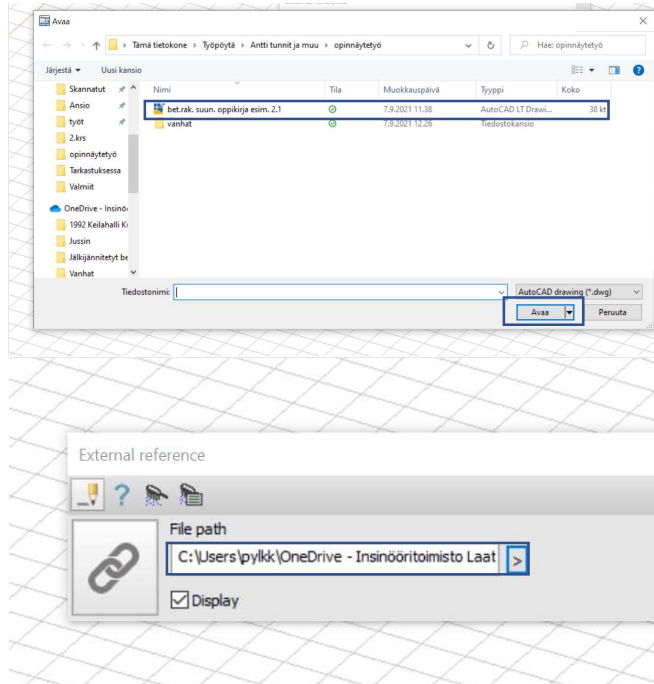 Avaa
Tämä tietokone > Työpöytä > Antti tunnit ja muu > opinnäytetyö
Hae: opinnäytetyö
Järjestä Uusi kansio
Nimi Tila Muokkauspäivä Tyyppi Koko
Skannatut
Ansio
työt
2.krs
opinnäytetyö
Tarkastuksessa
Valmiit
OneDrive - Insinö
1992 Keilahalli K
Jussin
Jälkijännitetyt be
Vanhat
bet.rak. suun. oppikirja esim. 2.1 7.9.2021 11.38 AutoCAD LT Drawi... 38 kt
vanhat 7.9.2021 12.26 Tiedostokansio
Tiedostonimi: AutoCAD drawing (*.dwg)
Avaa Peruuta
External reference
File path
C:\Users\pylkk\OneDrive - Insinööritoimisto Laat >
Display